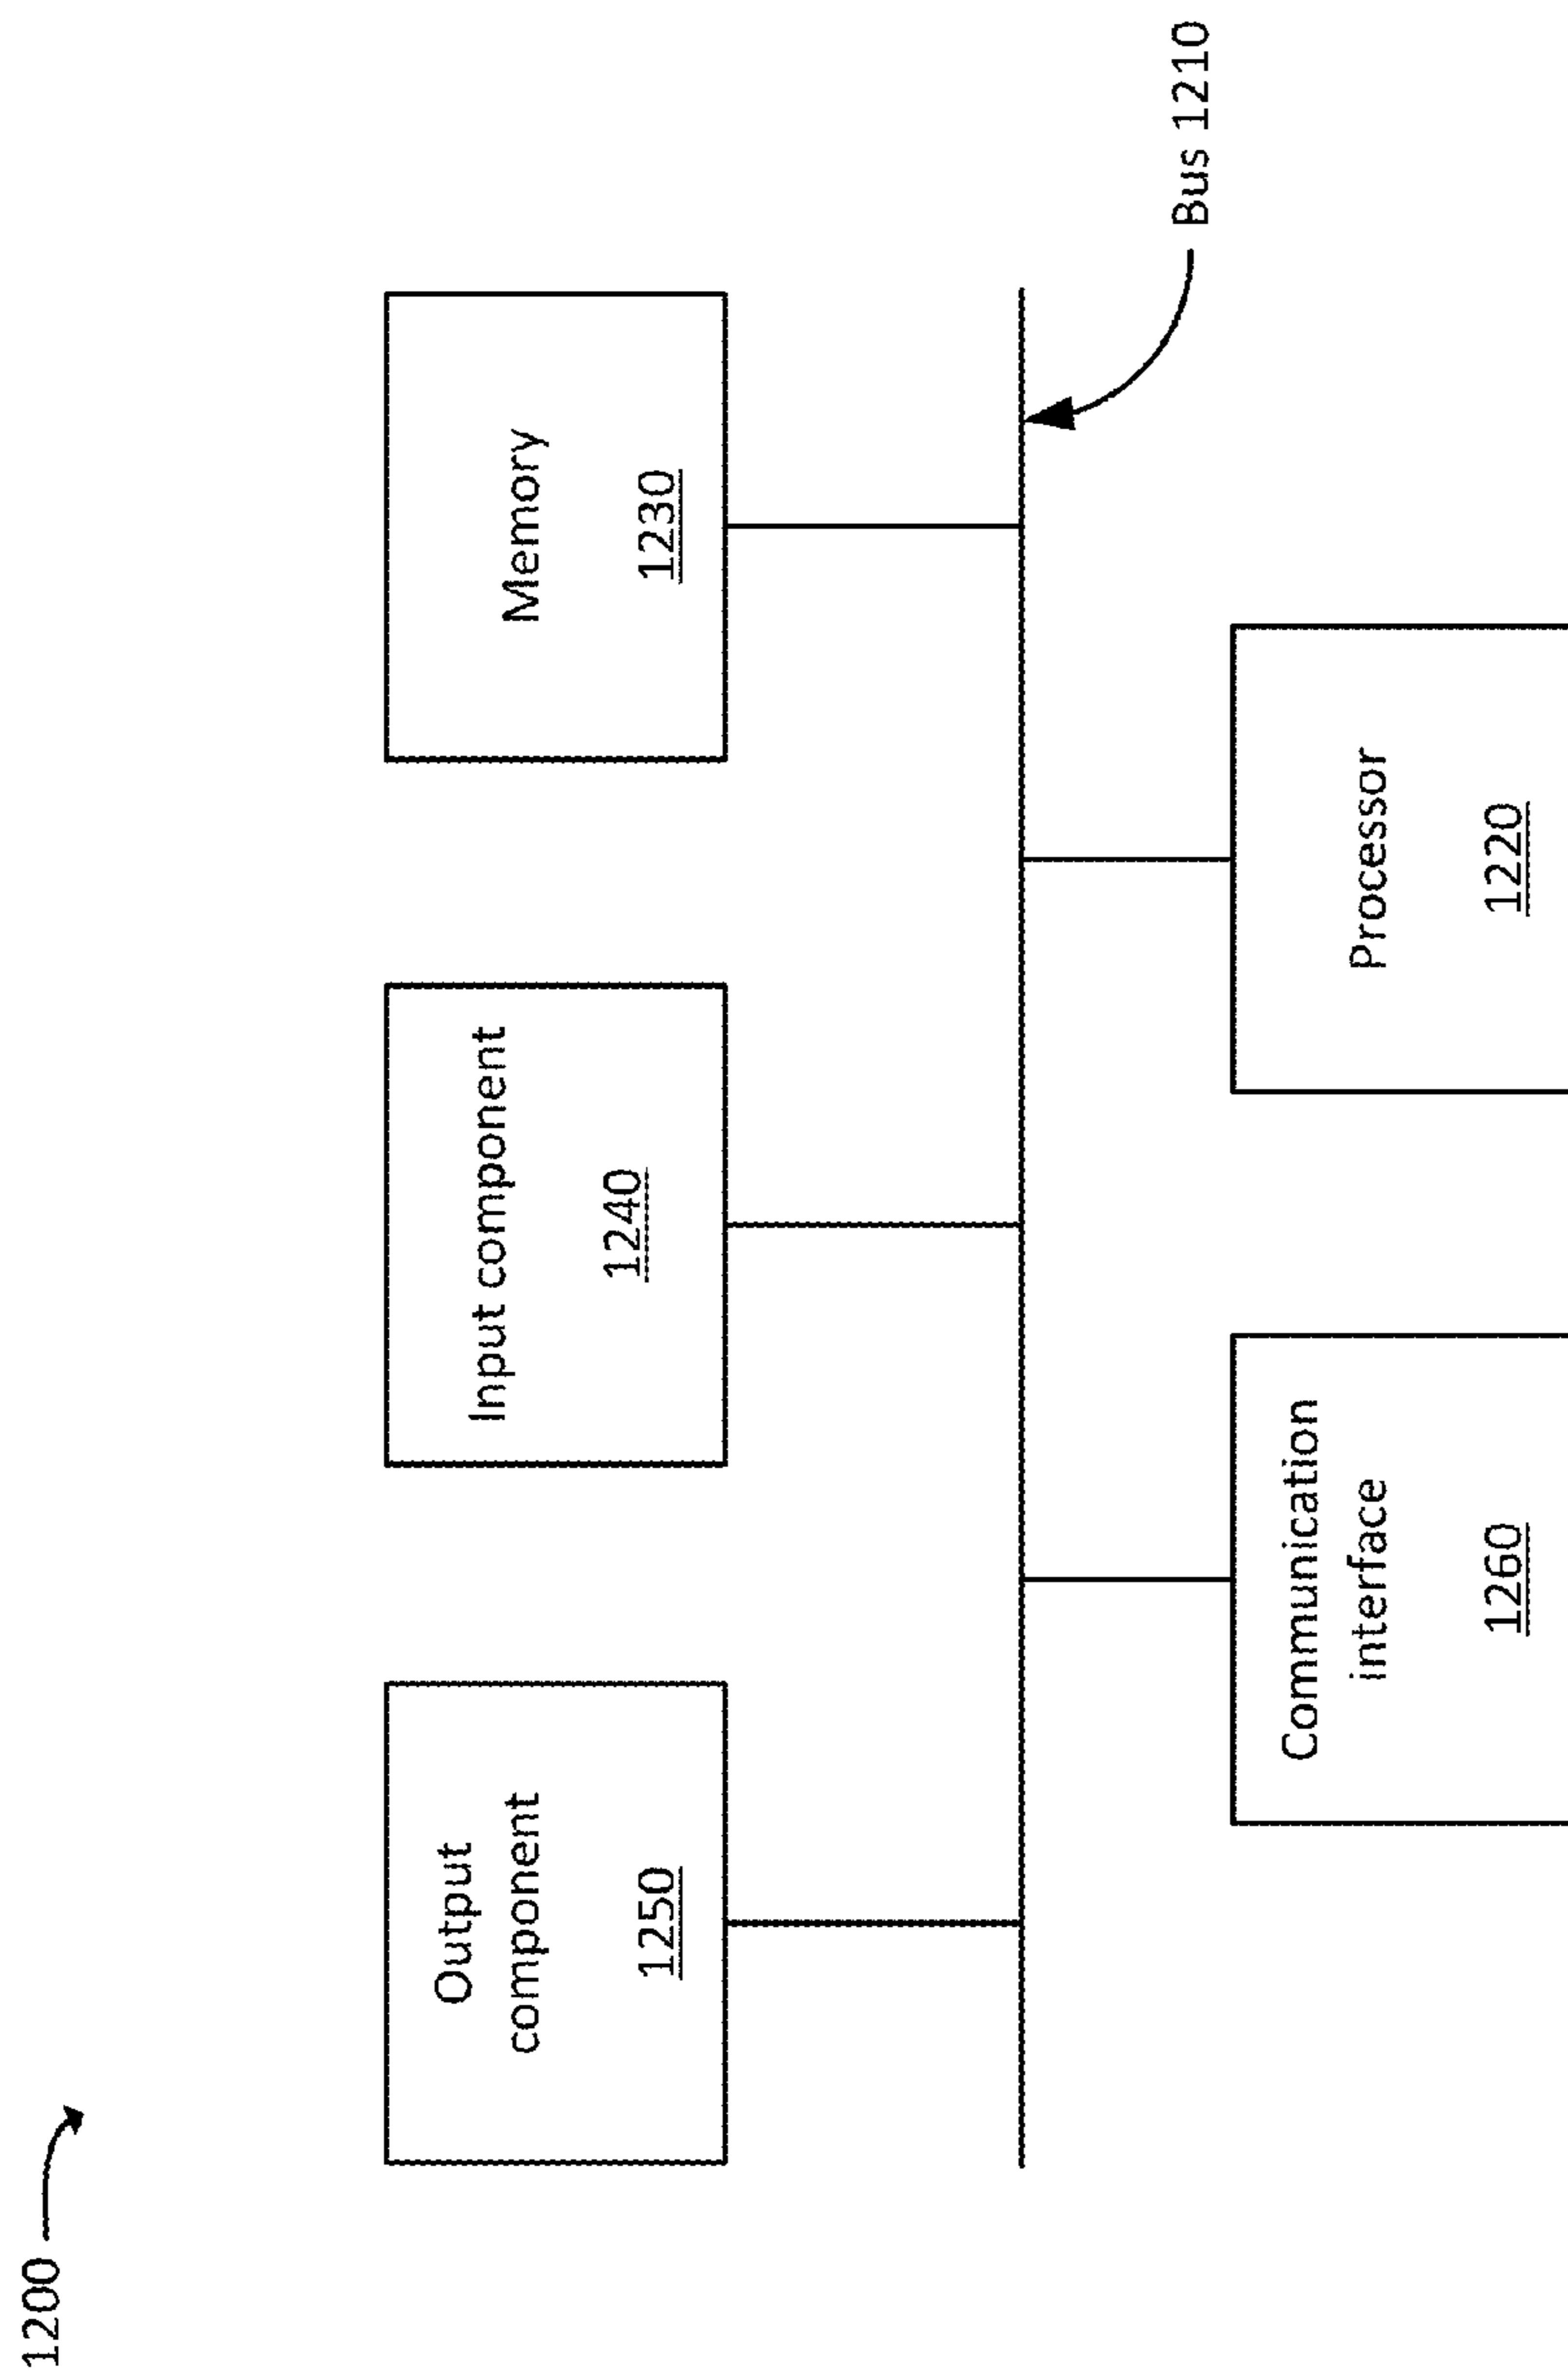 1200
Output
component
1250
Input component
1240
Memory
1230
Bus 1210
Communication
interface
1260
Processor
1220